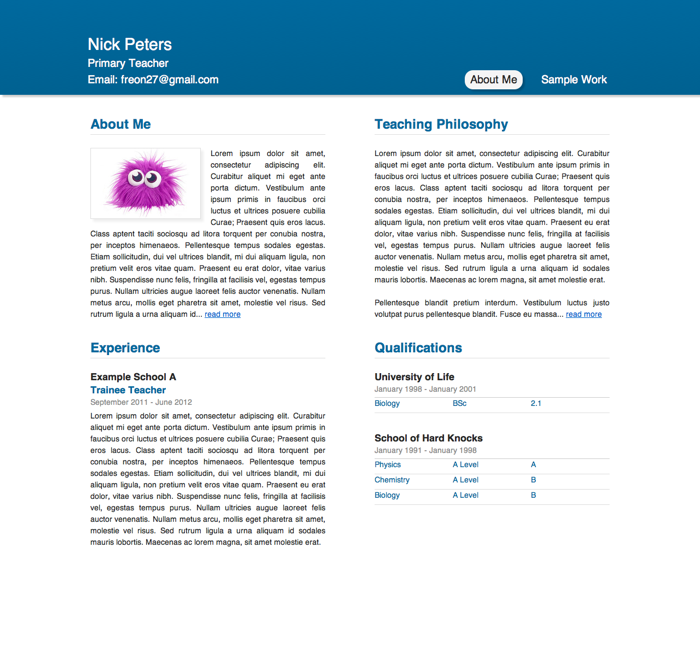 Nick Peters
Primary Teacher
Email: freon27@gmail.com
About Me
Sample Work
About Me
Lorem ipsum dolor sit amet,
consectetur adipiscing elit.
Curabitur aliquet mi eget ante
porta dictum. Vestibulum ante
ipsum primis in faucibus orci
luctus et ultrices posuere cubilia
Curae; Praesent quis eros lacus.
Class aptent taciti sociosqu ad litora torquent per conubia nostra,
per inceptos himenaeos. Pellentesque tempus sodales egestas.
Etiam sollicitudin, dui vel ultrices blandit, mi dui aliquam ligula, non
pretium velit eros vitae quam. Praesent eu erat dolor, vitae varius
nibh. Suspendisse nunc felis, fringilla at facilisis vel, egestas tempus
purus. Nullam ultricies augue laoreet felis auctor venenatis. Nullam
metus arcu, mollis eget pharetra sit amet, molestie vel risus. Sed
rutrum ligula a urna aliquam id... read more
Teaching Philosophy
Lorem ipsum dolor sit amet, consectetur adipiscing elit. Curabitur
aliquet mi eget ante porta dictum. Vestibulum ante ipsum primis in
faucibus orci luctus et ultrices posuere cubilia Curae; Praesent quis
eros lacus. Class aptent taciti sociosqu ad litora torquent per
conubia nostra, per inceptos himenaeos. Pellentesque tempus
sodales egestas. Etiam sollicitudin, dui vel ultrices blandit, mi dui
aliquam ligula, non pretium velit eros vitae quam. Praesent eu erat
dolor, vitae varius nibh. Suspendisse nunc felis, fringilla at facilisis
vel, egestas tempus purus. Nullam ultricies augue laoreet felis
auctor venenatis. Nullam metus arcu, mollis eget pharetra sit amet,
molestie vel risus. Sed rutrum ligula a urna aliquam id sodales
mauris lobortis. Maecenas ac lorem magna, sit amet molestie erat.
Pellentesque blandit pretium interdum. Vestibulum luctus justo
volutpat purus pellentesque blandit. Fusce eu massa... read more
Experience
Example School A
Trainee Teacher
September 2011 - June 2012
Lorem ipsum dolor sit amet, consectetur adipiscing elit. Curabitur
aliquet mi eget ante porta dictum. Vestibulum ante ipsum primis in
faucibus orci luctus et ultrices posuere cubilia Curae; Praesent quis
eros lacus. Class aptent taciti sociosqu ad litora torquent per
conubia nostra, per inceptos himenaeos. Pellentesque tempus
sodales egestas. Etiam sollicitudin, dui vel ultrices blandit, mi dui
aliquam ligula, non pretium velit eros vitae quam. Praesent eu erat
dolor, vitae varius nibh. Suspendisse nunc felis, fringilla at facilisis
vel, egestas tempus purus. Nullam ultricies augue laoreet felis
auctor venenatis. Nullam metus arcu, mollis eget pharetra sit amet,
molestie vel risus. Sed rutrum ligula a urna aliquam id sodales
mauris lobortis. Maecenas ac lorem magna, sit amet molestie erat.
Qualifications
University of Life
January 1998 - January 2001
Biology BSc 2.1
School of Hard Knocks
January 1991 - January 1998
Physics A Level A
Chemistry A Level B
Biology A Level B